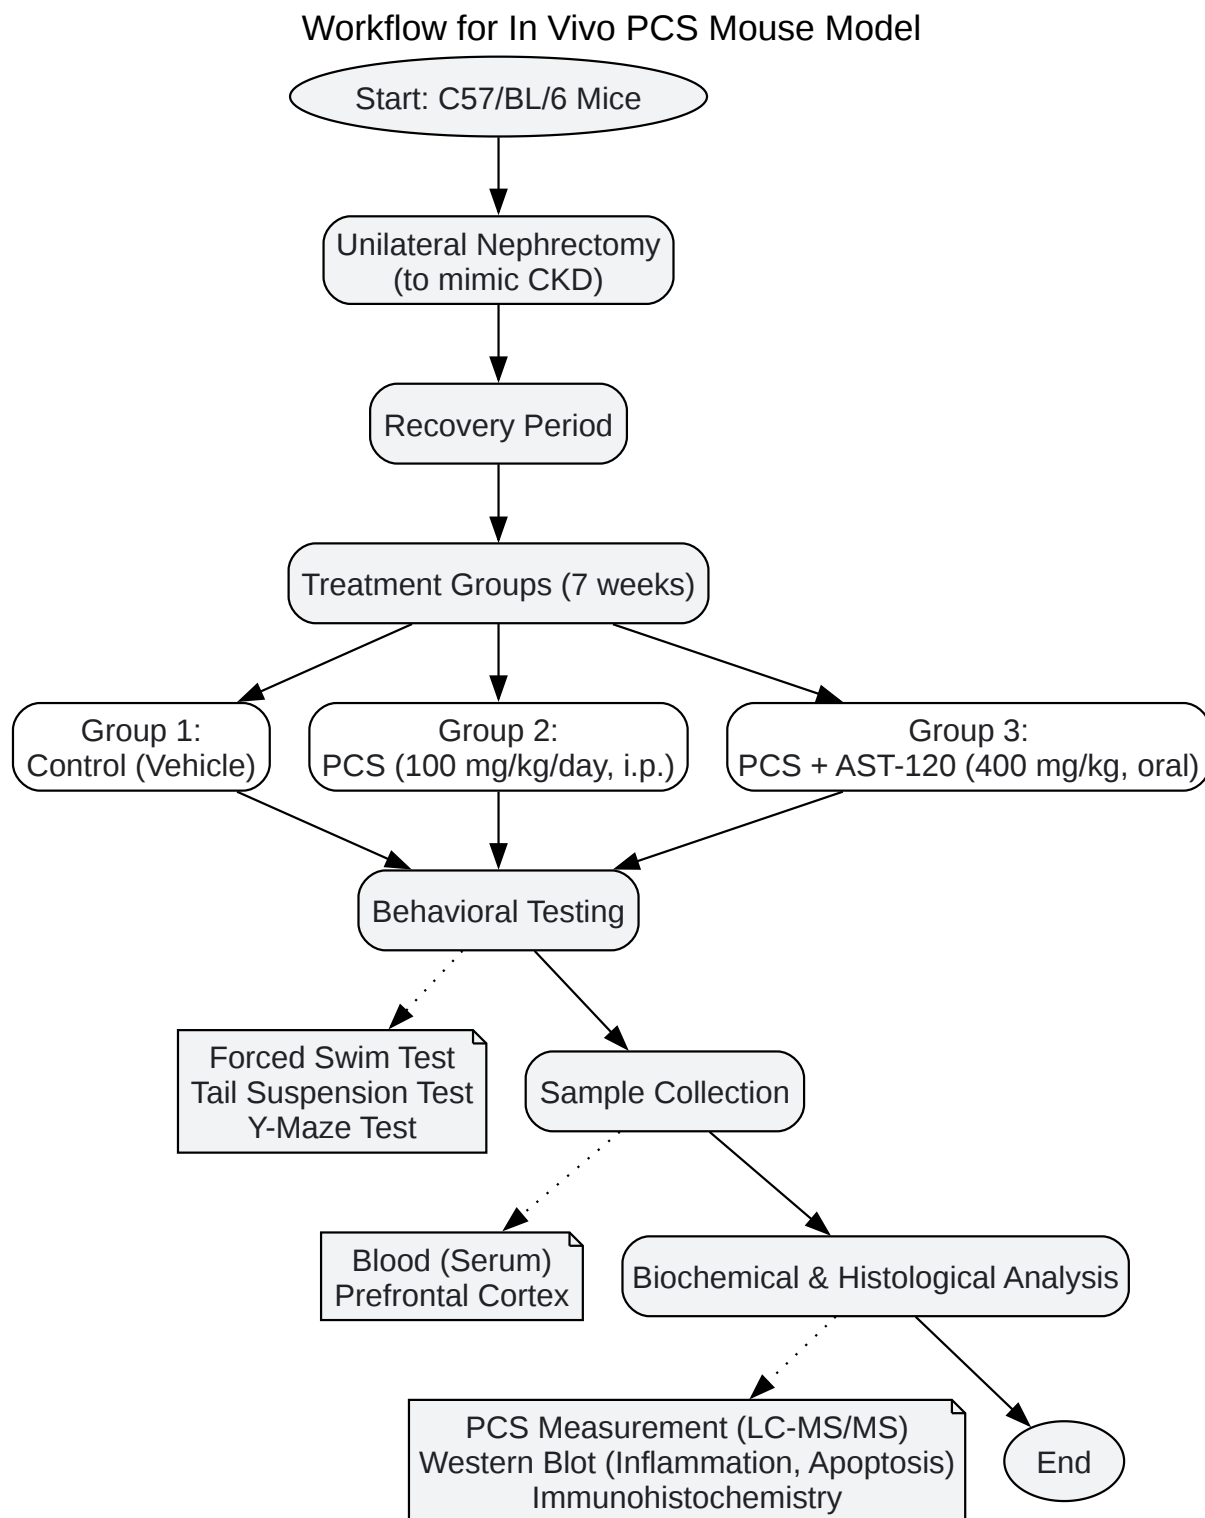 Workflow for In Vivo PCS Mouse Model
Start: C57/BL/6 Mice
Unilateral Nephrectomy
(to mimic CKD)
Recovery Period
Treatment Groups (7 weeks)
Group 1:
Control (Vehicle)
Group 2:
PCS (100 mg/kg/day, i.p.)
Group 3:
PCS + AST-120 (400 mg/kg, oral)
Behavioral Testing
Forced Swim Test
Tail Suspension Test
Y-Maze Test
Sample Collection
Blood (Serum)
Prefrontal Cortex
Biochemical & Histological Analysis
PCS Measurement (LC-MS/MS)
Western Blot (Inflammation, Apoptosis)
Immunohistochemistry
End